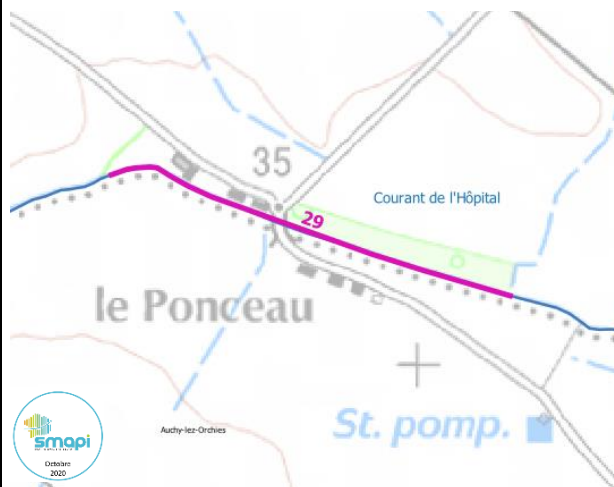 35
Courant de l'Hôpital
29
le Ponceau
St. pomp.
Auchy-lez-Orchies
smapi
Octobre
2020